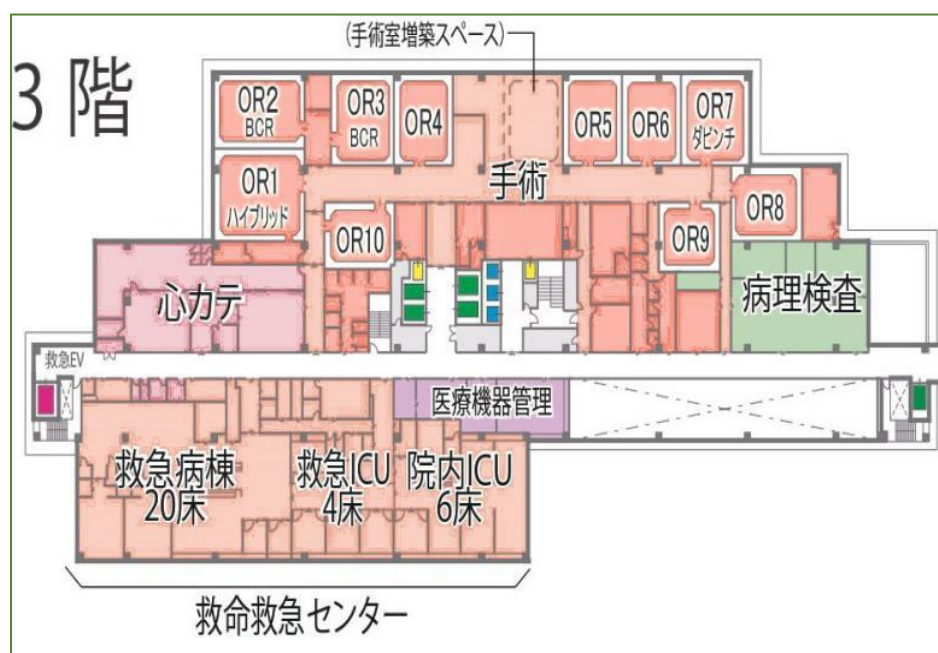 (手術室増築スペース)
3 階
OR2
BCR
OR3
BCR
OR4
OR5
OR6
OR7
ダビンチ
OR1
ハイブリッド
手術
OR8
OR10
OR9
心カテ
病理検査
救急EV
医療機器管理
救急病棟
20床
救急ICU
4床
院内ICU
6床
救命救急センター